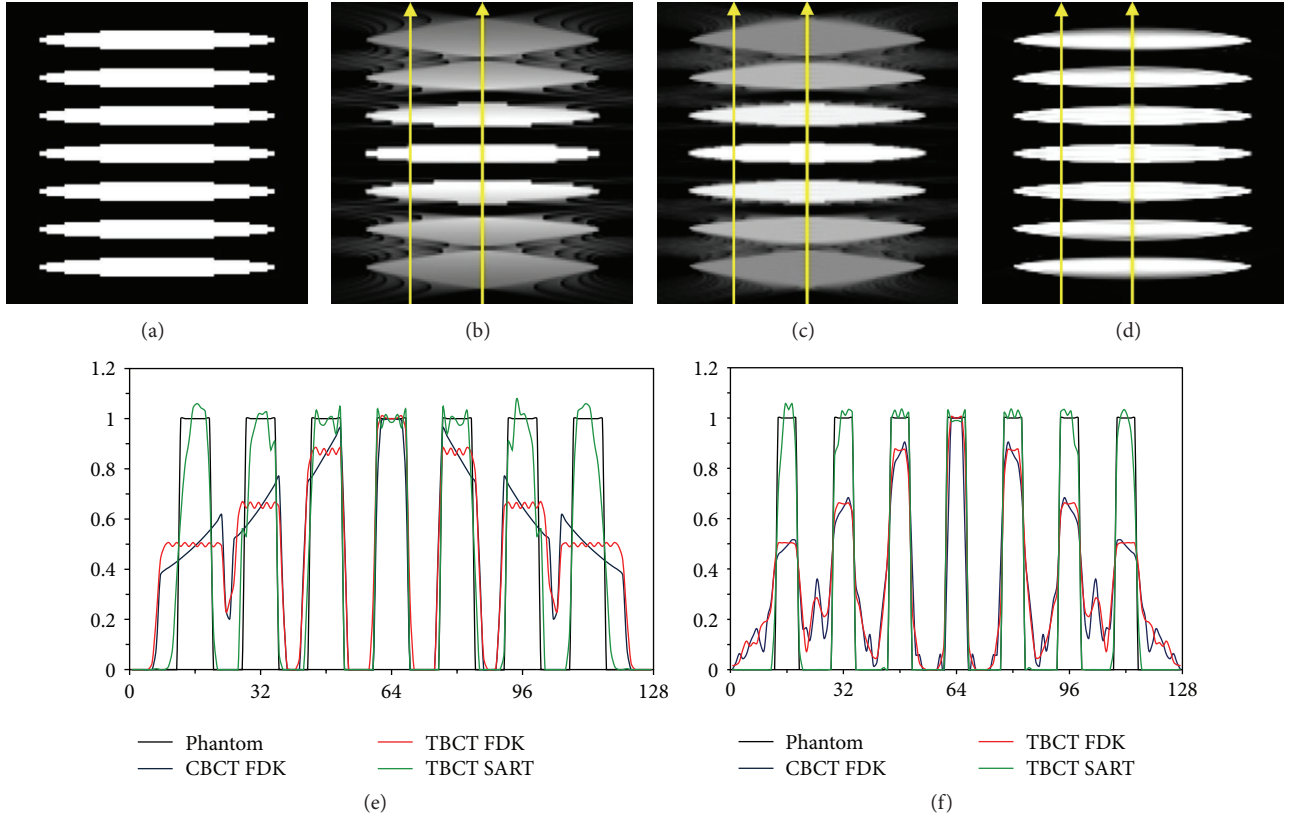 (a)
(b)
(c)
(d)
1.2
1
0.8
0.6
0.4
0.2
0
0
32
64
96
128
Phantom
CBCT FDK
TBCT FDK
TBCT SART
(e)
1.2
1
0.8
0.6
0.4
0.2
0
0
32
64
96
128
Phantom
CBCT FDK
TBCT FDK
TBCT SART
(f)